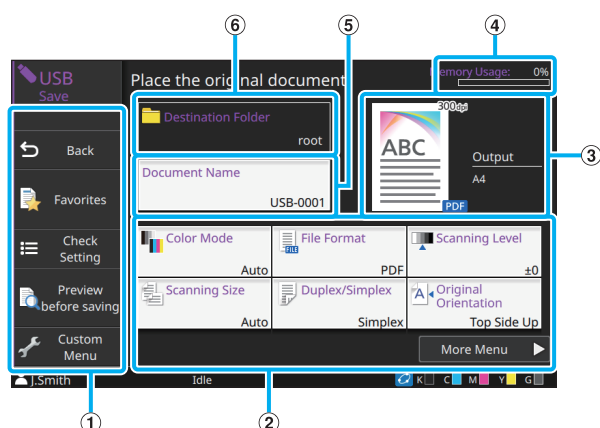 ⑥
⑤
④
USB
Save
Place the original document
Memory Usage: 0%
Destination Folder
root
300dpi
ABC
PDF
Output
A4
③
Document Name
USB-0001
Back
Favorites
Check
Setting
Preview
before saving
Custom
Menu
Color Mode
Auto
File Format
FILE
PDF
Scanning Level
±0
Scanning Size
Auto
Duplex/Simplex
Simplex
A
Original
Orientation
Top Side Up
More Menu
J.Smith
Idle
K C M Y G
①
②